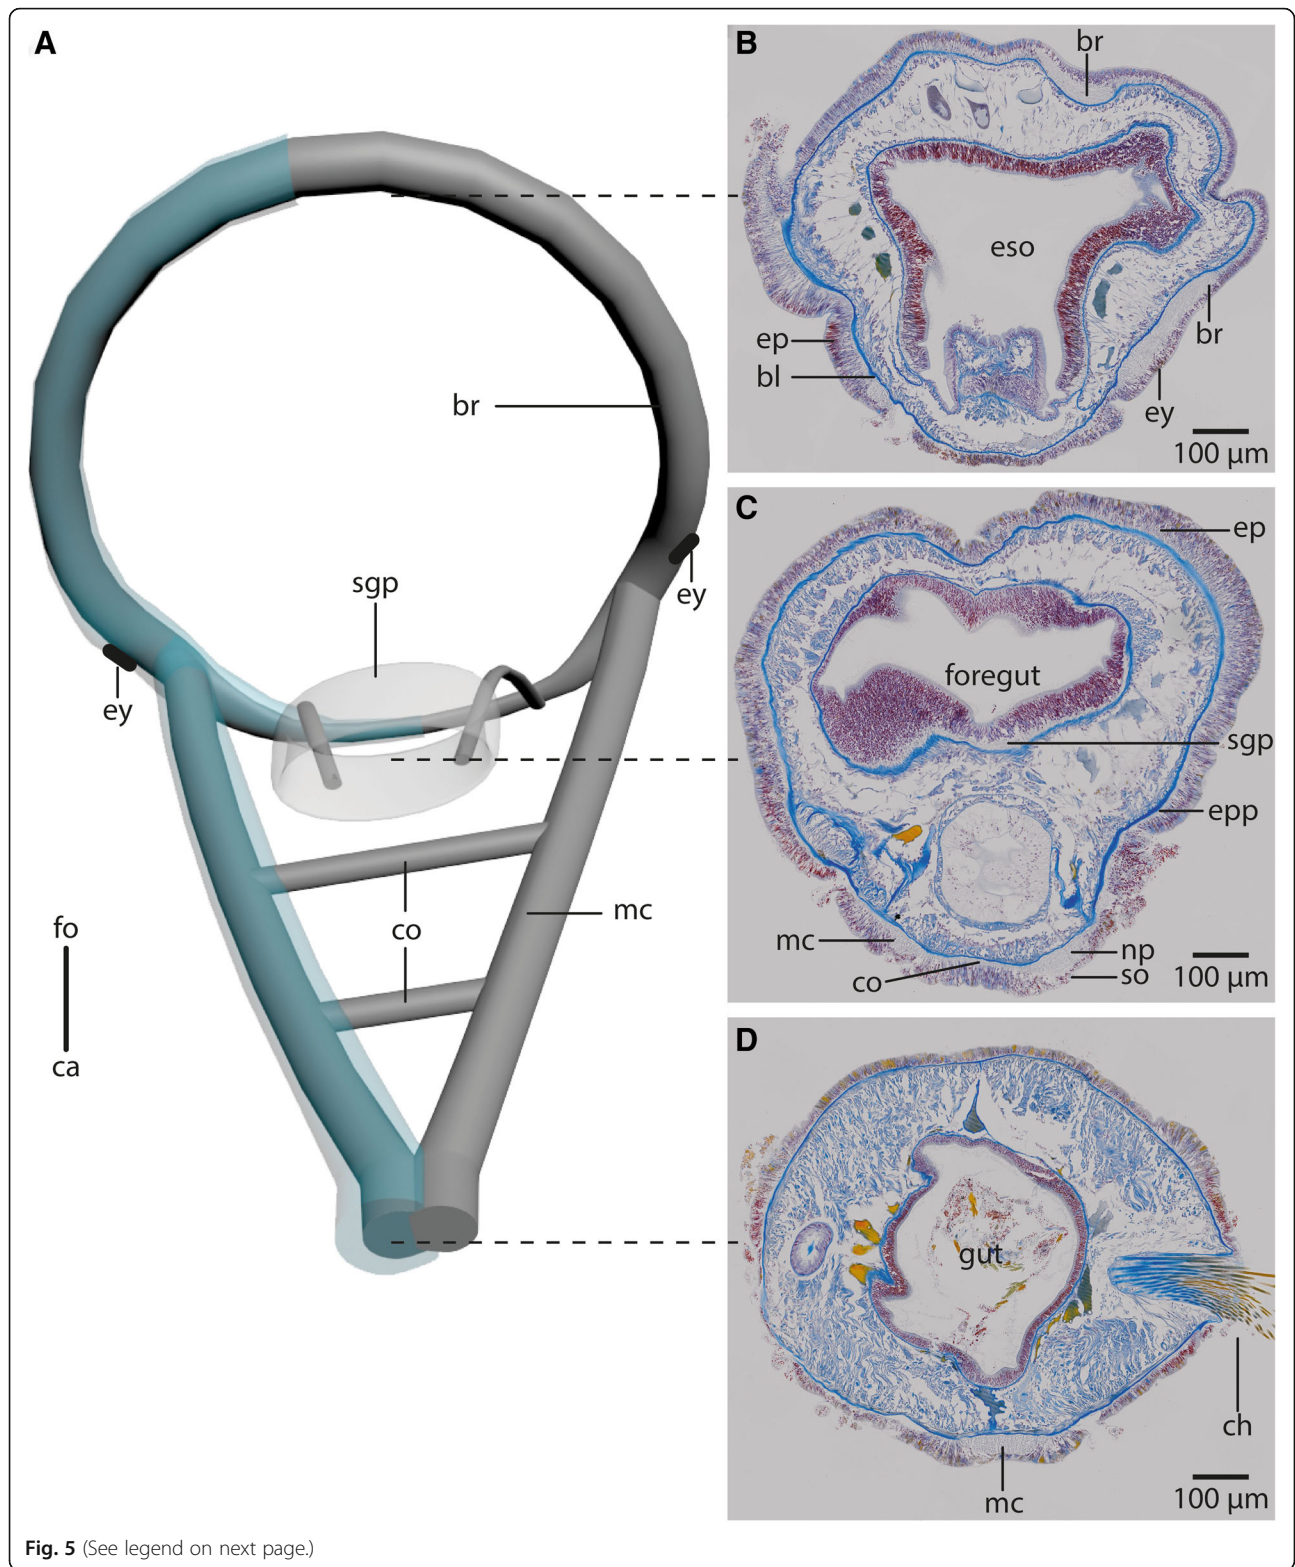 A
br
sgp
ey
ey
co
mc
fo
ca
B
br
eso
br
ep
bl
ey
100 µm
C
ep
foregut
sgp
epp
mc
np
co
so
100 µm
D
gut
ch
mc
100 µm
Fig. 5 (See legend on next page.)